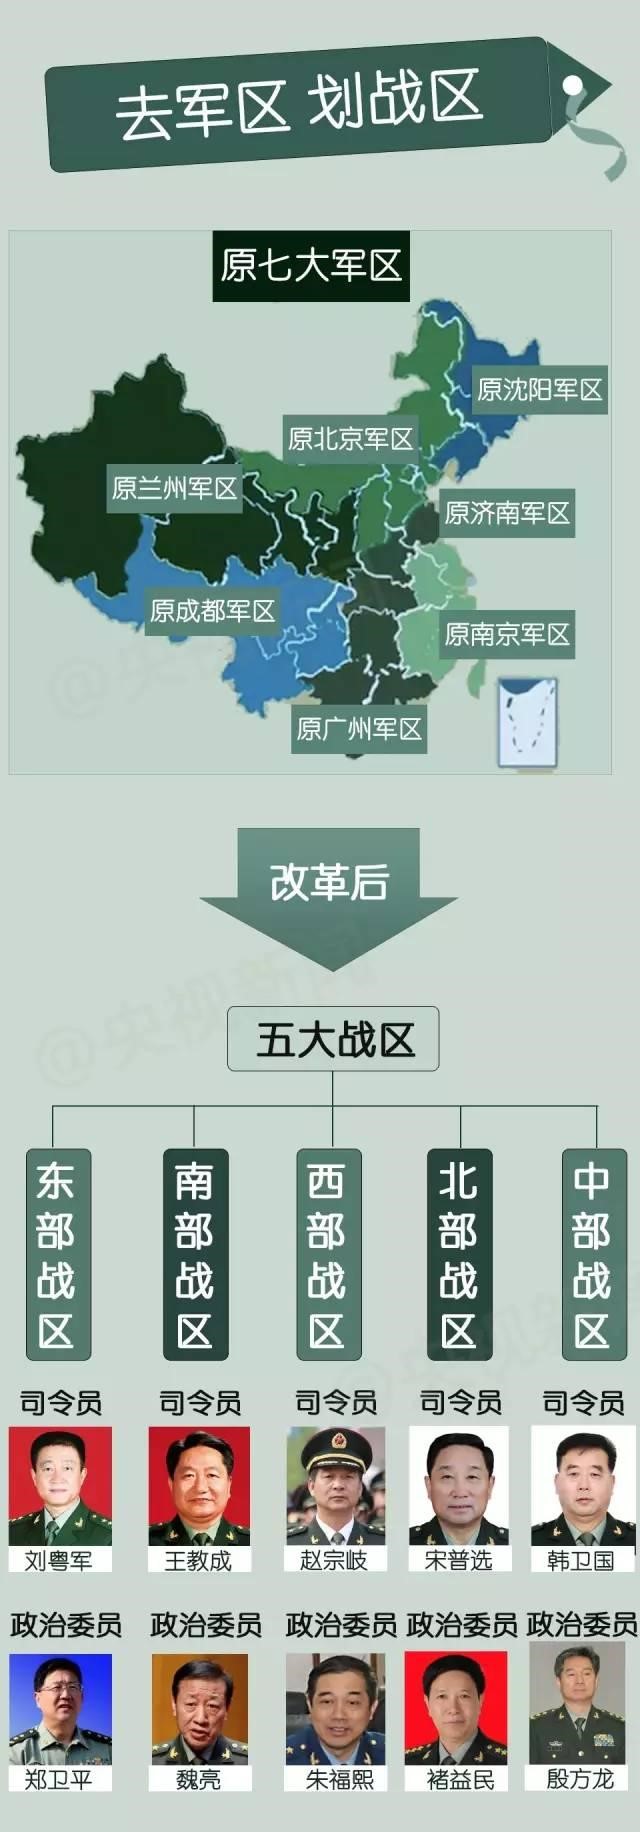 去军区 划战区
原七大军区
原沈阳军区
原北京军区
原兰州军区
原济南军区
原成都军区
原南京军区
原广州军区
改革后
@央视新闻
五大战区
东部战区
南部战区
西部战区
北部战区
中部战区
司令员 司令员 司令员 司令员 司令员
刘粤军 王教成 赵宗岐 宋普选 韩卫国
政治委员 政治委员 政治委员 政治委员 政治委员
郑卫平 魏亮 朱福熙 褚益民 殷方龙